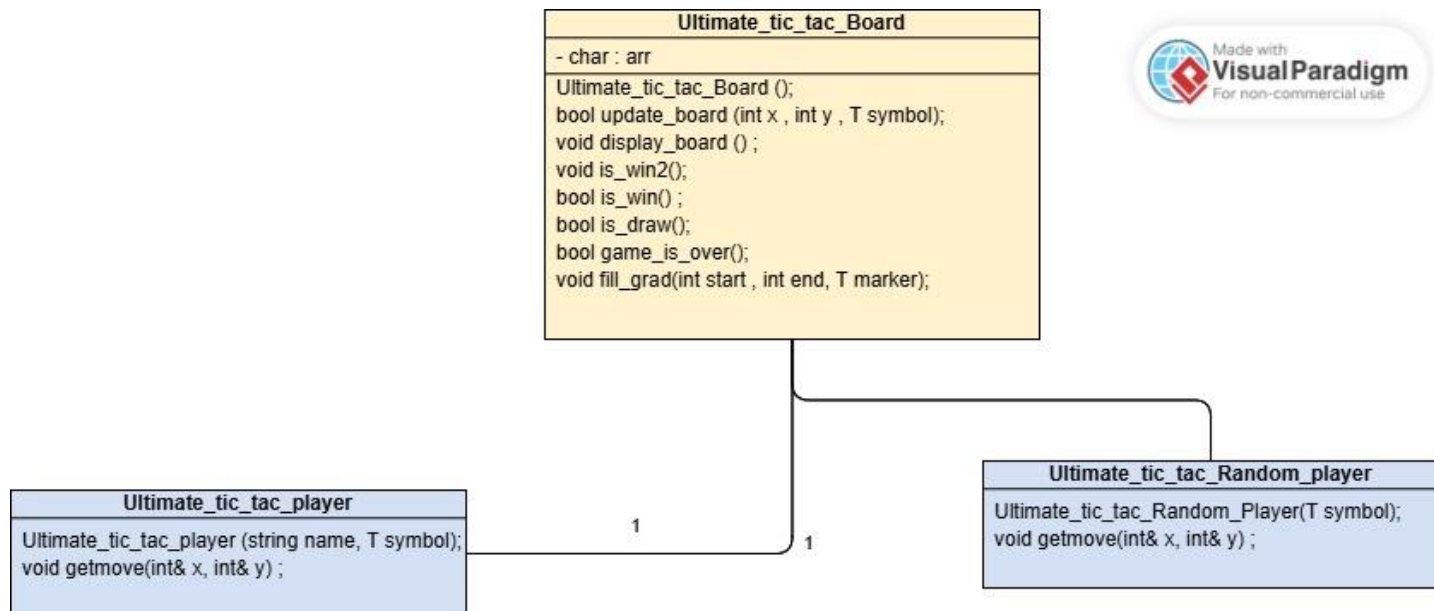 Ultimate_tic_tac_Board
- char : arr
Ultimate_tic_tac_Board ();
bool update_board (int x , int y , T symbol);
void display_board () ;
void is_win2();
bool is_win() ;
bool is_draw();
bool game_is_over();
void fill_grad(int start , int end, T marker);
Made with
Visual Paradigm
For non-commercial use
Ultimate_tic_tac_player
Ultimate_tic_tac_player (string name, T symbol);
void getmove(int& x, int& y) ;
1
1
Ultimate_tic_tac_Random_player
Ultimate_tic_tac_Random_Player(T symbol);
void getmove(int& x, int& y) ;